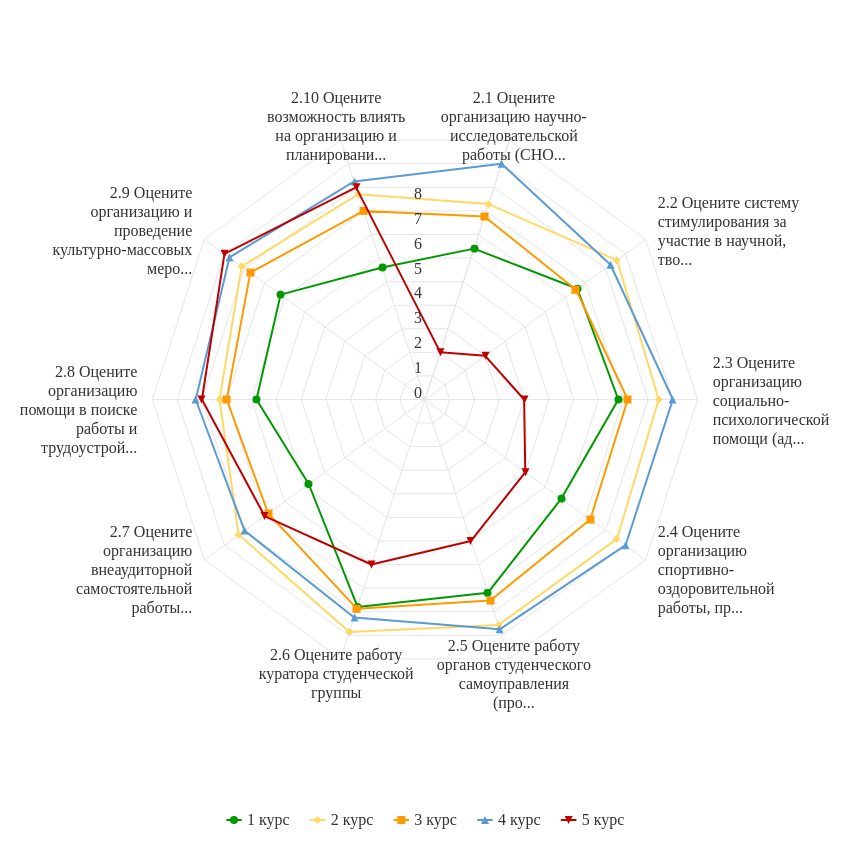 2.10 Оцените
возможность влиять
на организацию и
планировани...
2.1 Оцените
организацию научно-
исследовательской
работы (СНО...
2.2 Оцените систему
стимулирования за
участие в научной,
тво...
2.3 Оцените
организацию
социально-
психологической
помощи (ад...
2.4 Оцените
организацию
спортивно-
оздоровительной
работы, пр...
2.5 Оцените работу
органов студенческого
самоуправления
(про...
2.6 Оцените работу
куратора студенческой
группы
2.7 Оцените
организацию
внеаудиторной
самостоятельной
работы...
2.8 Оцените
организацию
помощи в поиске
работы и
трудоустрой...
2.9 Оцените
организацию и
проведение
культурно-массовых
меро...
8
7
6
5
4
3
2
1
0
1 курс
2 курс
3 курс
4 курс
5 курс